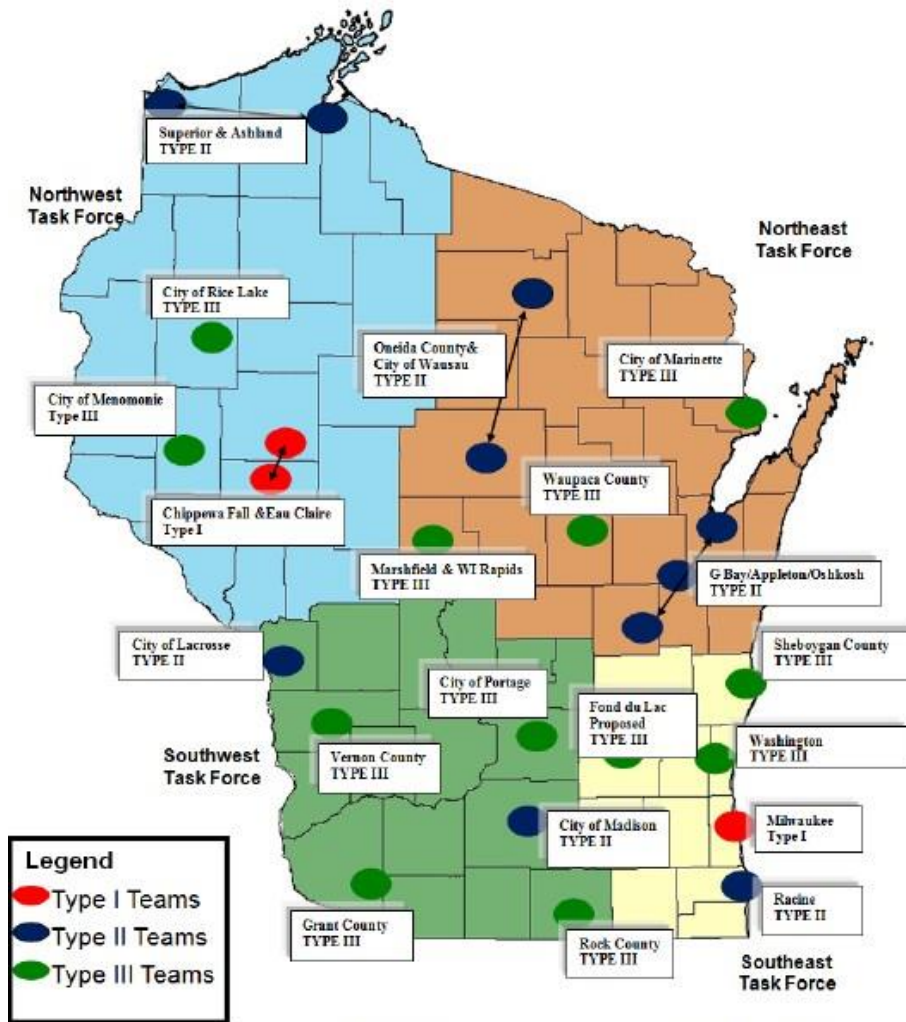 Superior & Ashland
TYPE II
Northwest
Task Force
Northeast
Task Force
City of Rice Lake
TYPE III
Oneida County&
City of Wausau
TYPE II
City of Marinette
TYPE III
City of Menomonie
Type III
Waupaca County
TYPE III
Chippewa Fall &Eau Claire
Type I
Marshfield & WI Rapids
TYPE III
G Bay/Appleton/Oshkosh
TYPE II
City of Lacrosse
TYPE II
Sheboygan County
TYPE III
City of Portage
TYPE III
Fond du Lac
Proposed
TYPE III
Washington
TYPE III
Southwest
Task Force
Vernon County
TYPE III
City of Madison
TYPE II
Milwaukee
Type I
Legend
Type I Teams
Type II Teams
Type III Teams
Grant County
TYPE III
Racine
TYPE II
Rock County
TYPE III
Southeast
Task Force